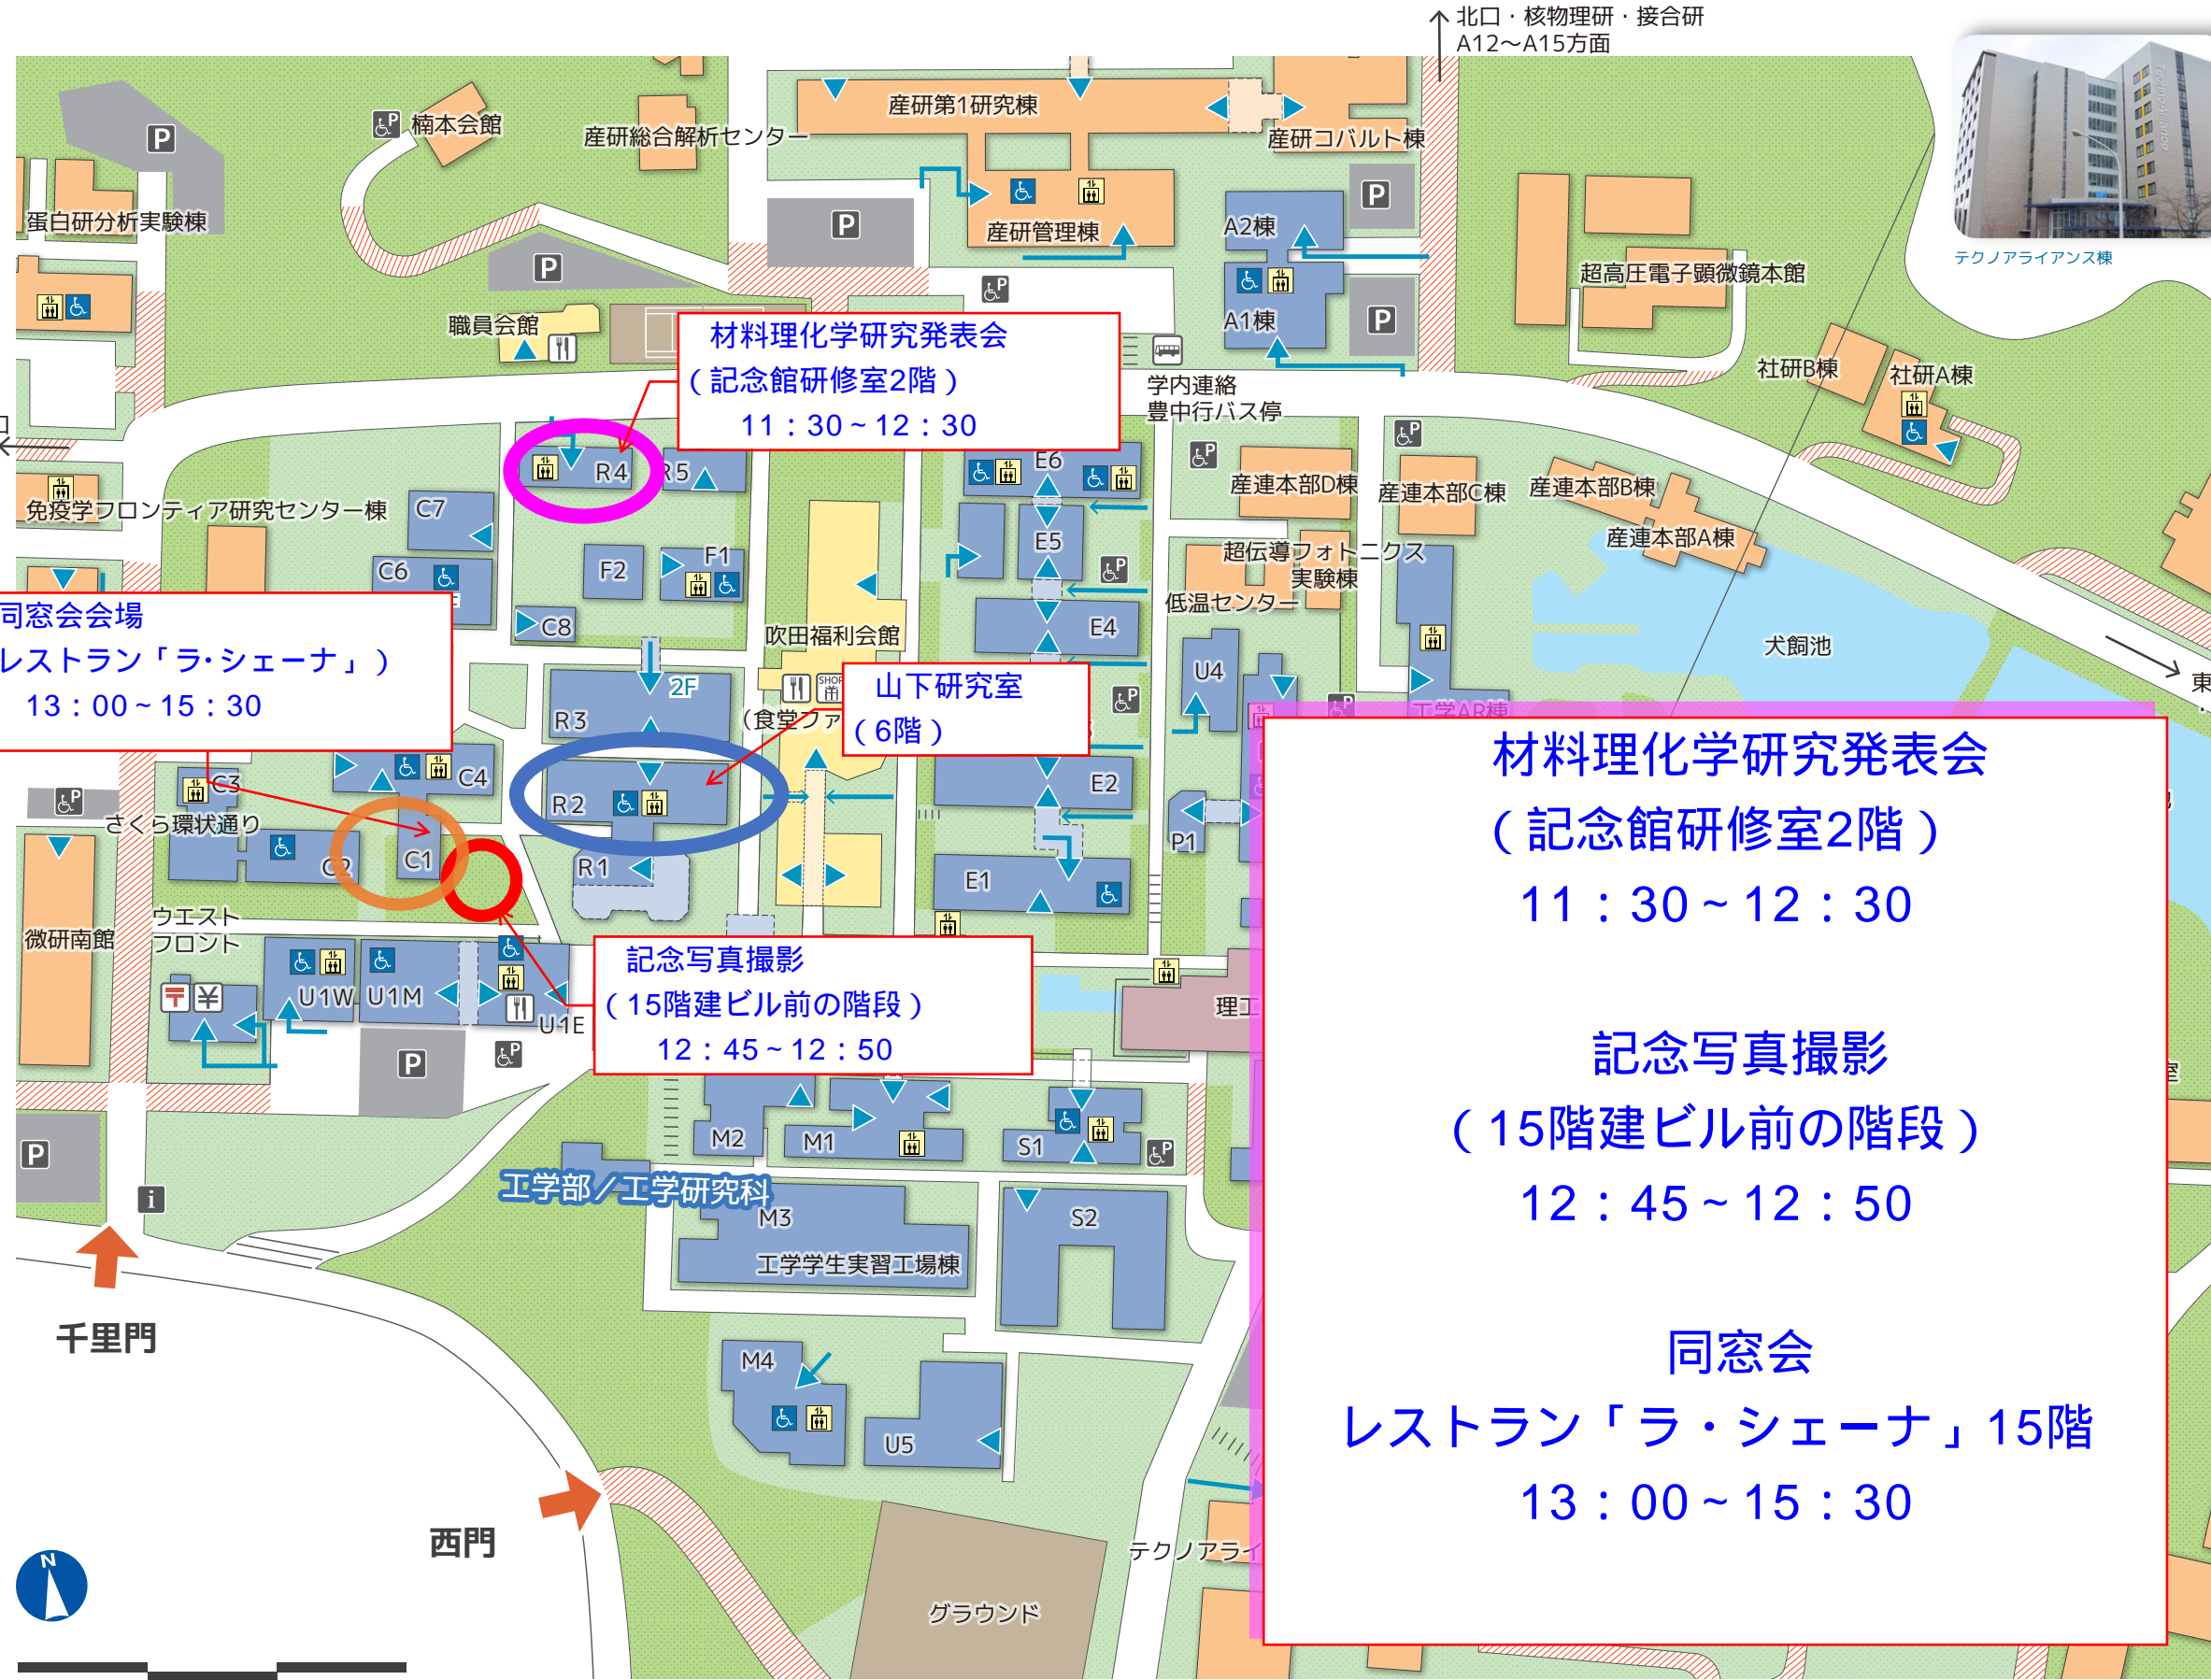 北口・核物理研・接合研
A12～A15方面
テクノアライアンス棟
産研第1研究棟
楠本会館
産研総合解析センター
産研コバルト棟
P
P
P
蛋白研分析実験棟
産研管理棟
A2棟
P
超高圧電子顕微鏡本館
職員会館
A1棟
P
材料理化学研究発表会
（記念館研修室2階）
11：30～12：30
学内連絡
豊中行バス停
社研B棟
社研A棟
R4
R5
E6
産連本部D棟
産連本部C棟
産連本部B棟
産連本部A棟
免疫学フロンティア研究センター棟
C7
E5
超伝導フォトニクス
実験棟
C6
F2
F1
低温センター
同窓会会場
レストラン「ラ・シェーナ」）
13：00～15：30
C8
吹田福利会館
E4
犬飼池
U4
東
2F
SHOP
R3
（食堂ファ
山下研究室
（6階）
工学AR棟
C3
C4
R2
E2
さくら環状通り
P1
C2
C1
R1
E1
ウエスト
フロント
微研南館
U1W
U1M
U1E
〒
¥
P
記念写真撮影
（15階建ビル前の階段）
12：45～12：50
理工
M2
M1
S1
P
i
工学部／工学研究科
M3
S2
工学学生実習工場棟
千里門
M4
U5
西門
テクノアライ
グラウンド
N
材料理化学研究発表会
（記念館研修室2階）
11：30～12：30
記念写真撮影
（15階建ビル前の階段）
12：45～12：50
同窓会
レストラン「ラ・シェーナ」15階
13：00～15：30